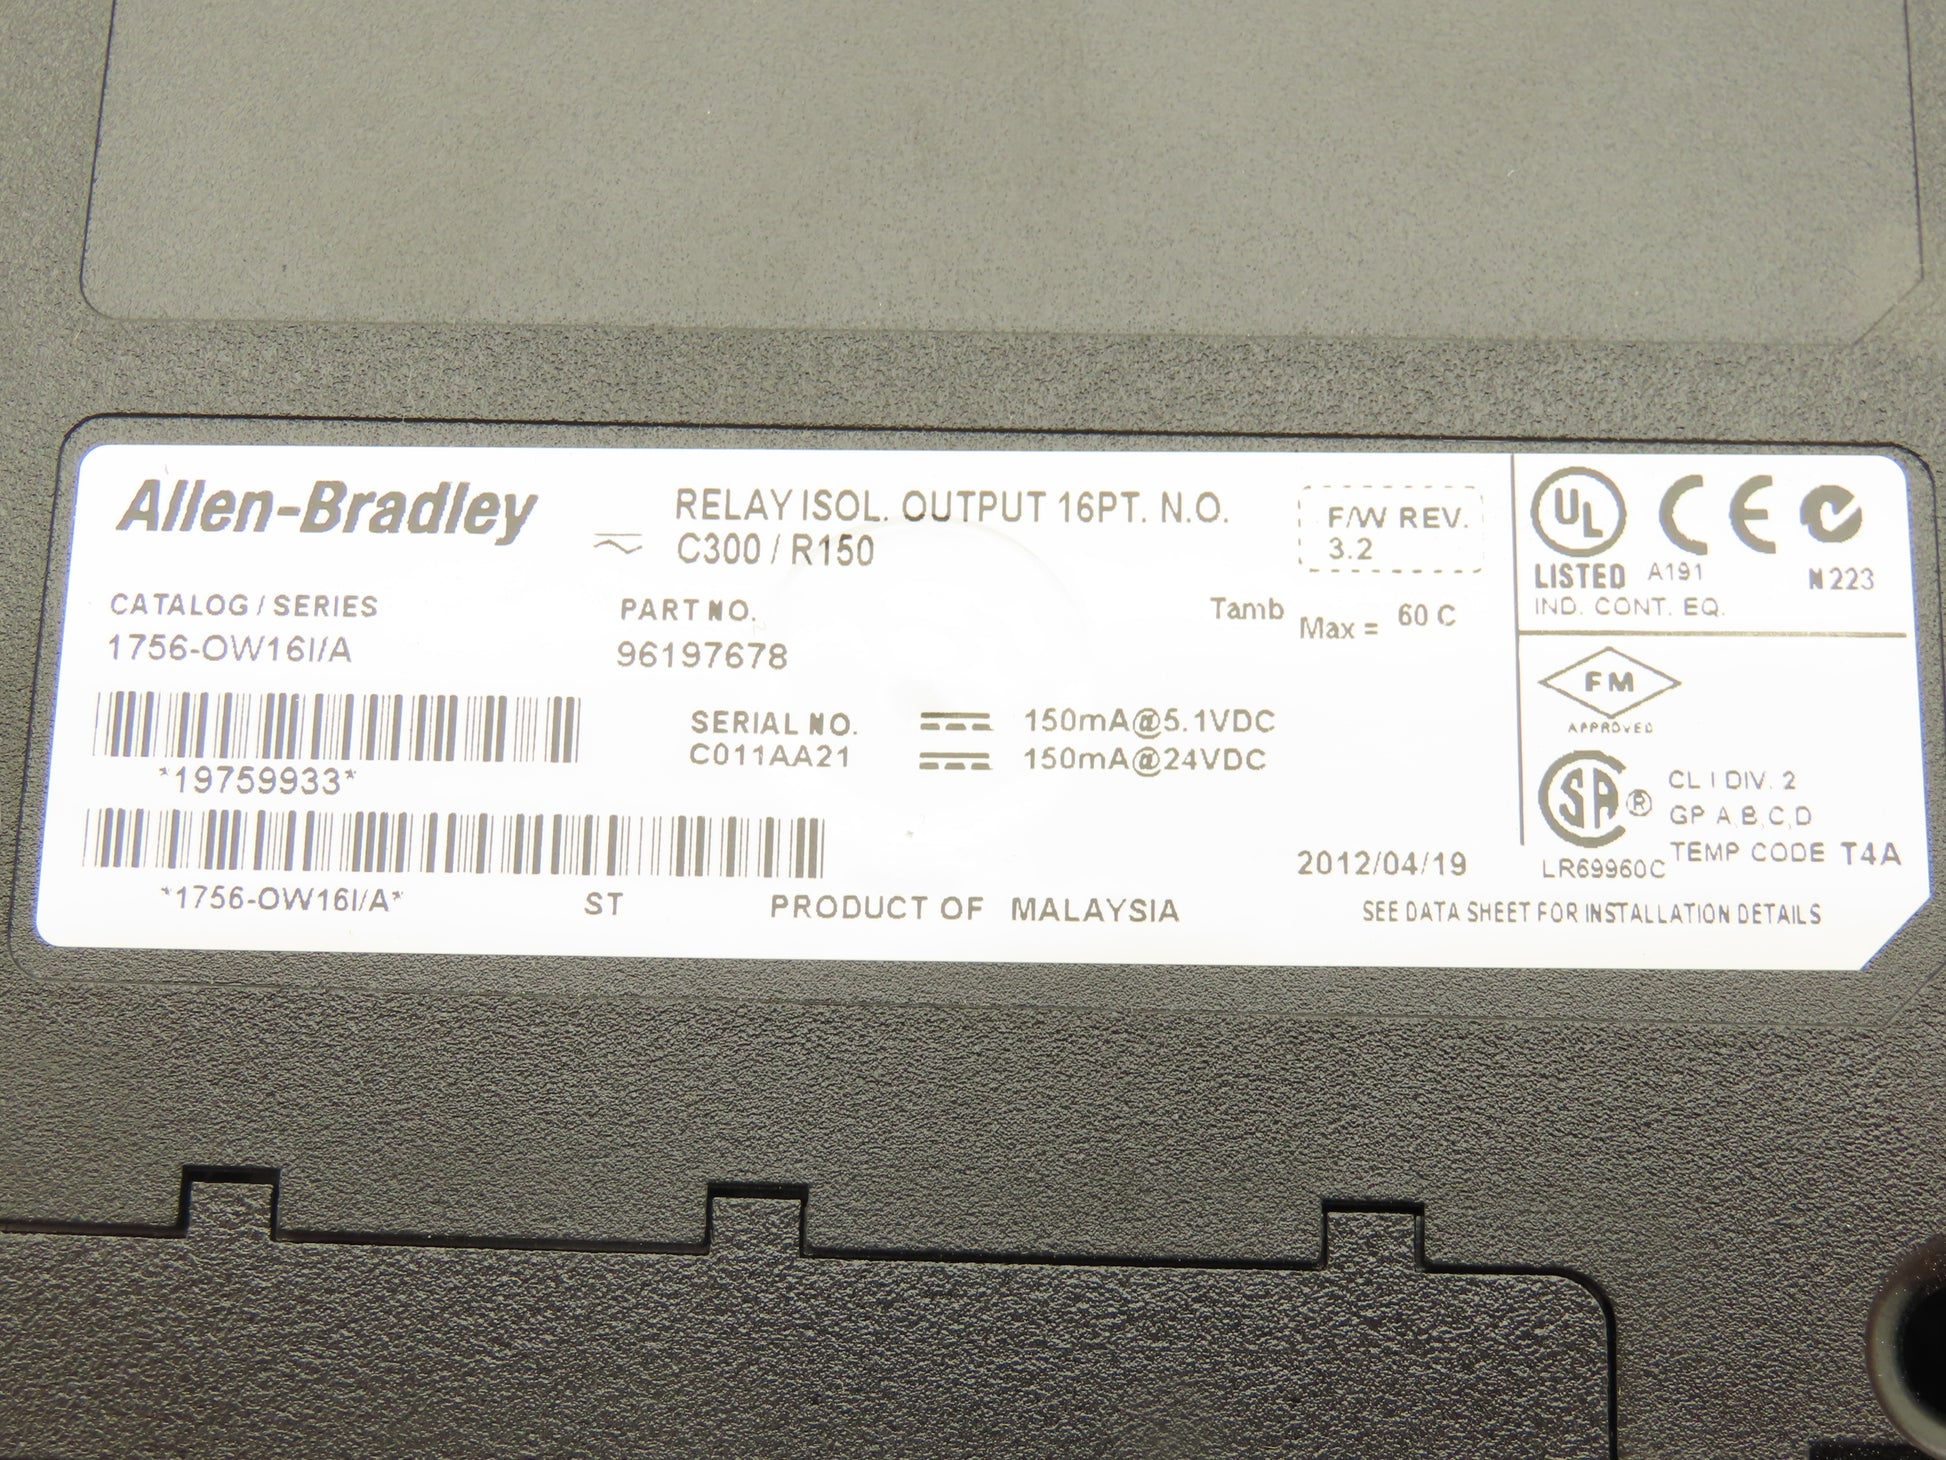 Allen-Bradley
RELAY ISOL. OUTPUT 16PT. N.O.
C300 / R150
F/W REV.
3.2
CATALOG / SERIES
1756-OW16I/A
PART NO.
96197678
Tamb Max = 60 C
*19759933*
SERIAL NO.
C011AA21
150mA@5.1VDC
150mA@24VDC
*1756-OW16I/A*
ST
PRODUCT OF MALAYSIA
2012/04/19
UL
LISTED A191
IND. CONT. EQ.
CE
N223
FM
APPROVED
SA ®
CL I DIV. 2
GP A,B,C,D
TEMP CODE T4A
LR69960C
SEE DATA SHEET FOR INSTALLATION DETAILS